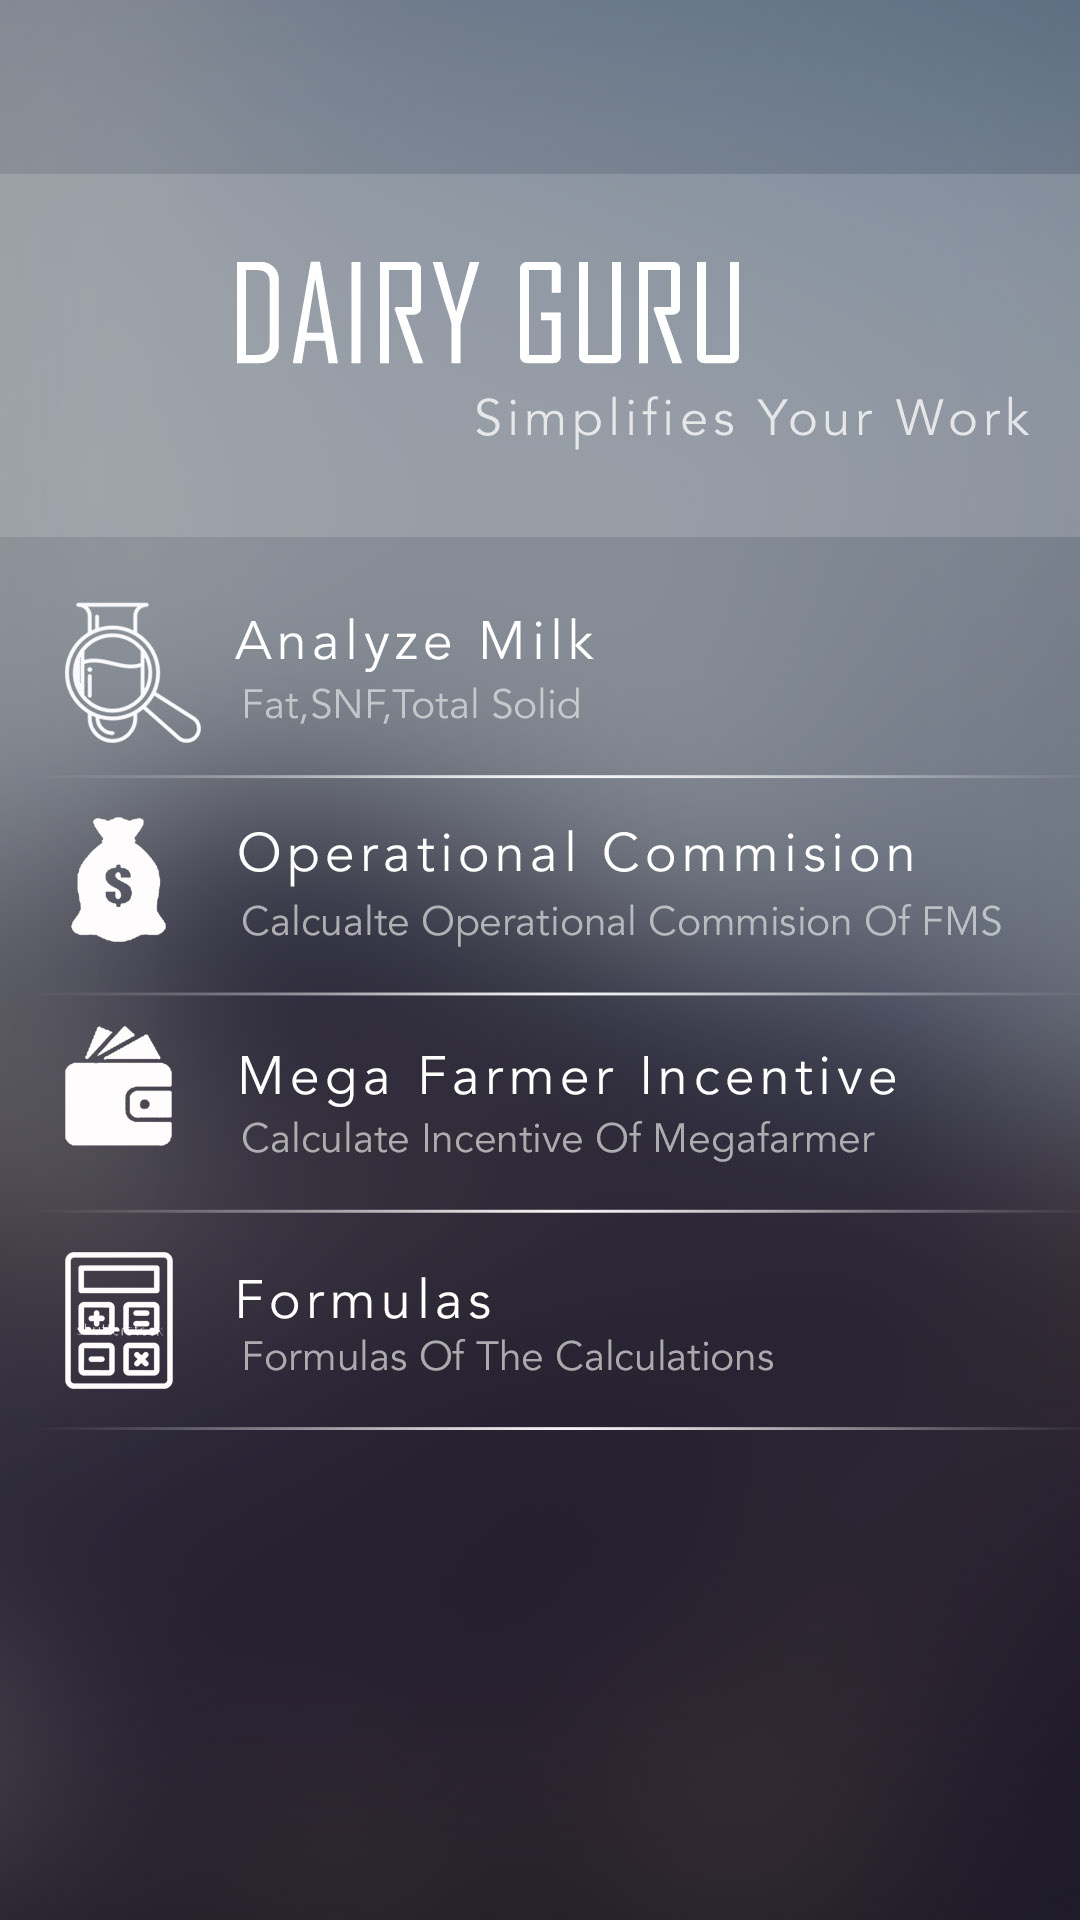 DAIRY GURU
Simplifies Your Work
Analyze Milk
Fat,SNF,Total Solid
Operational Commision
Calcualte Operational Commision Of FMS
Mega Farmer Incentive
Calculate Incentive Of Megafarmer
Formulas
Formulas Of The Calculations